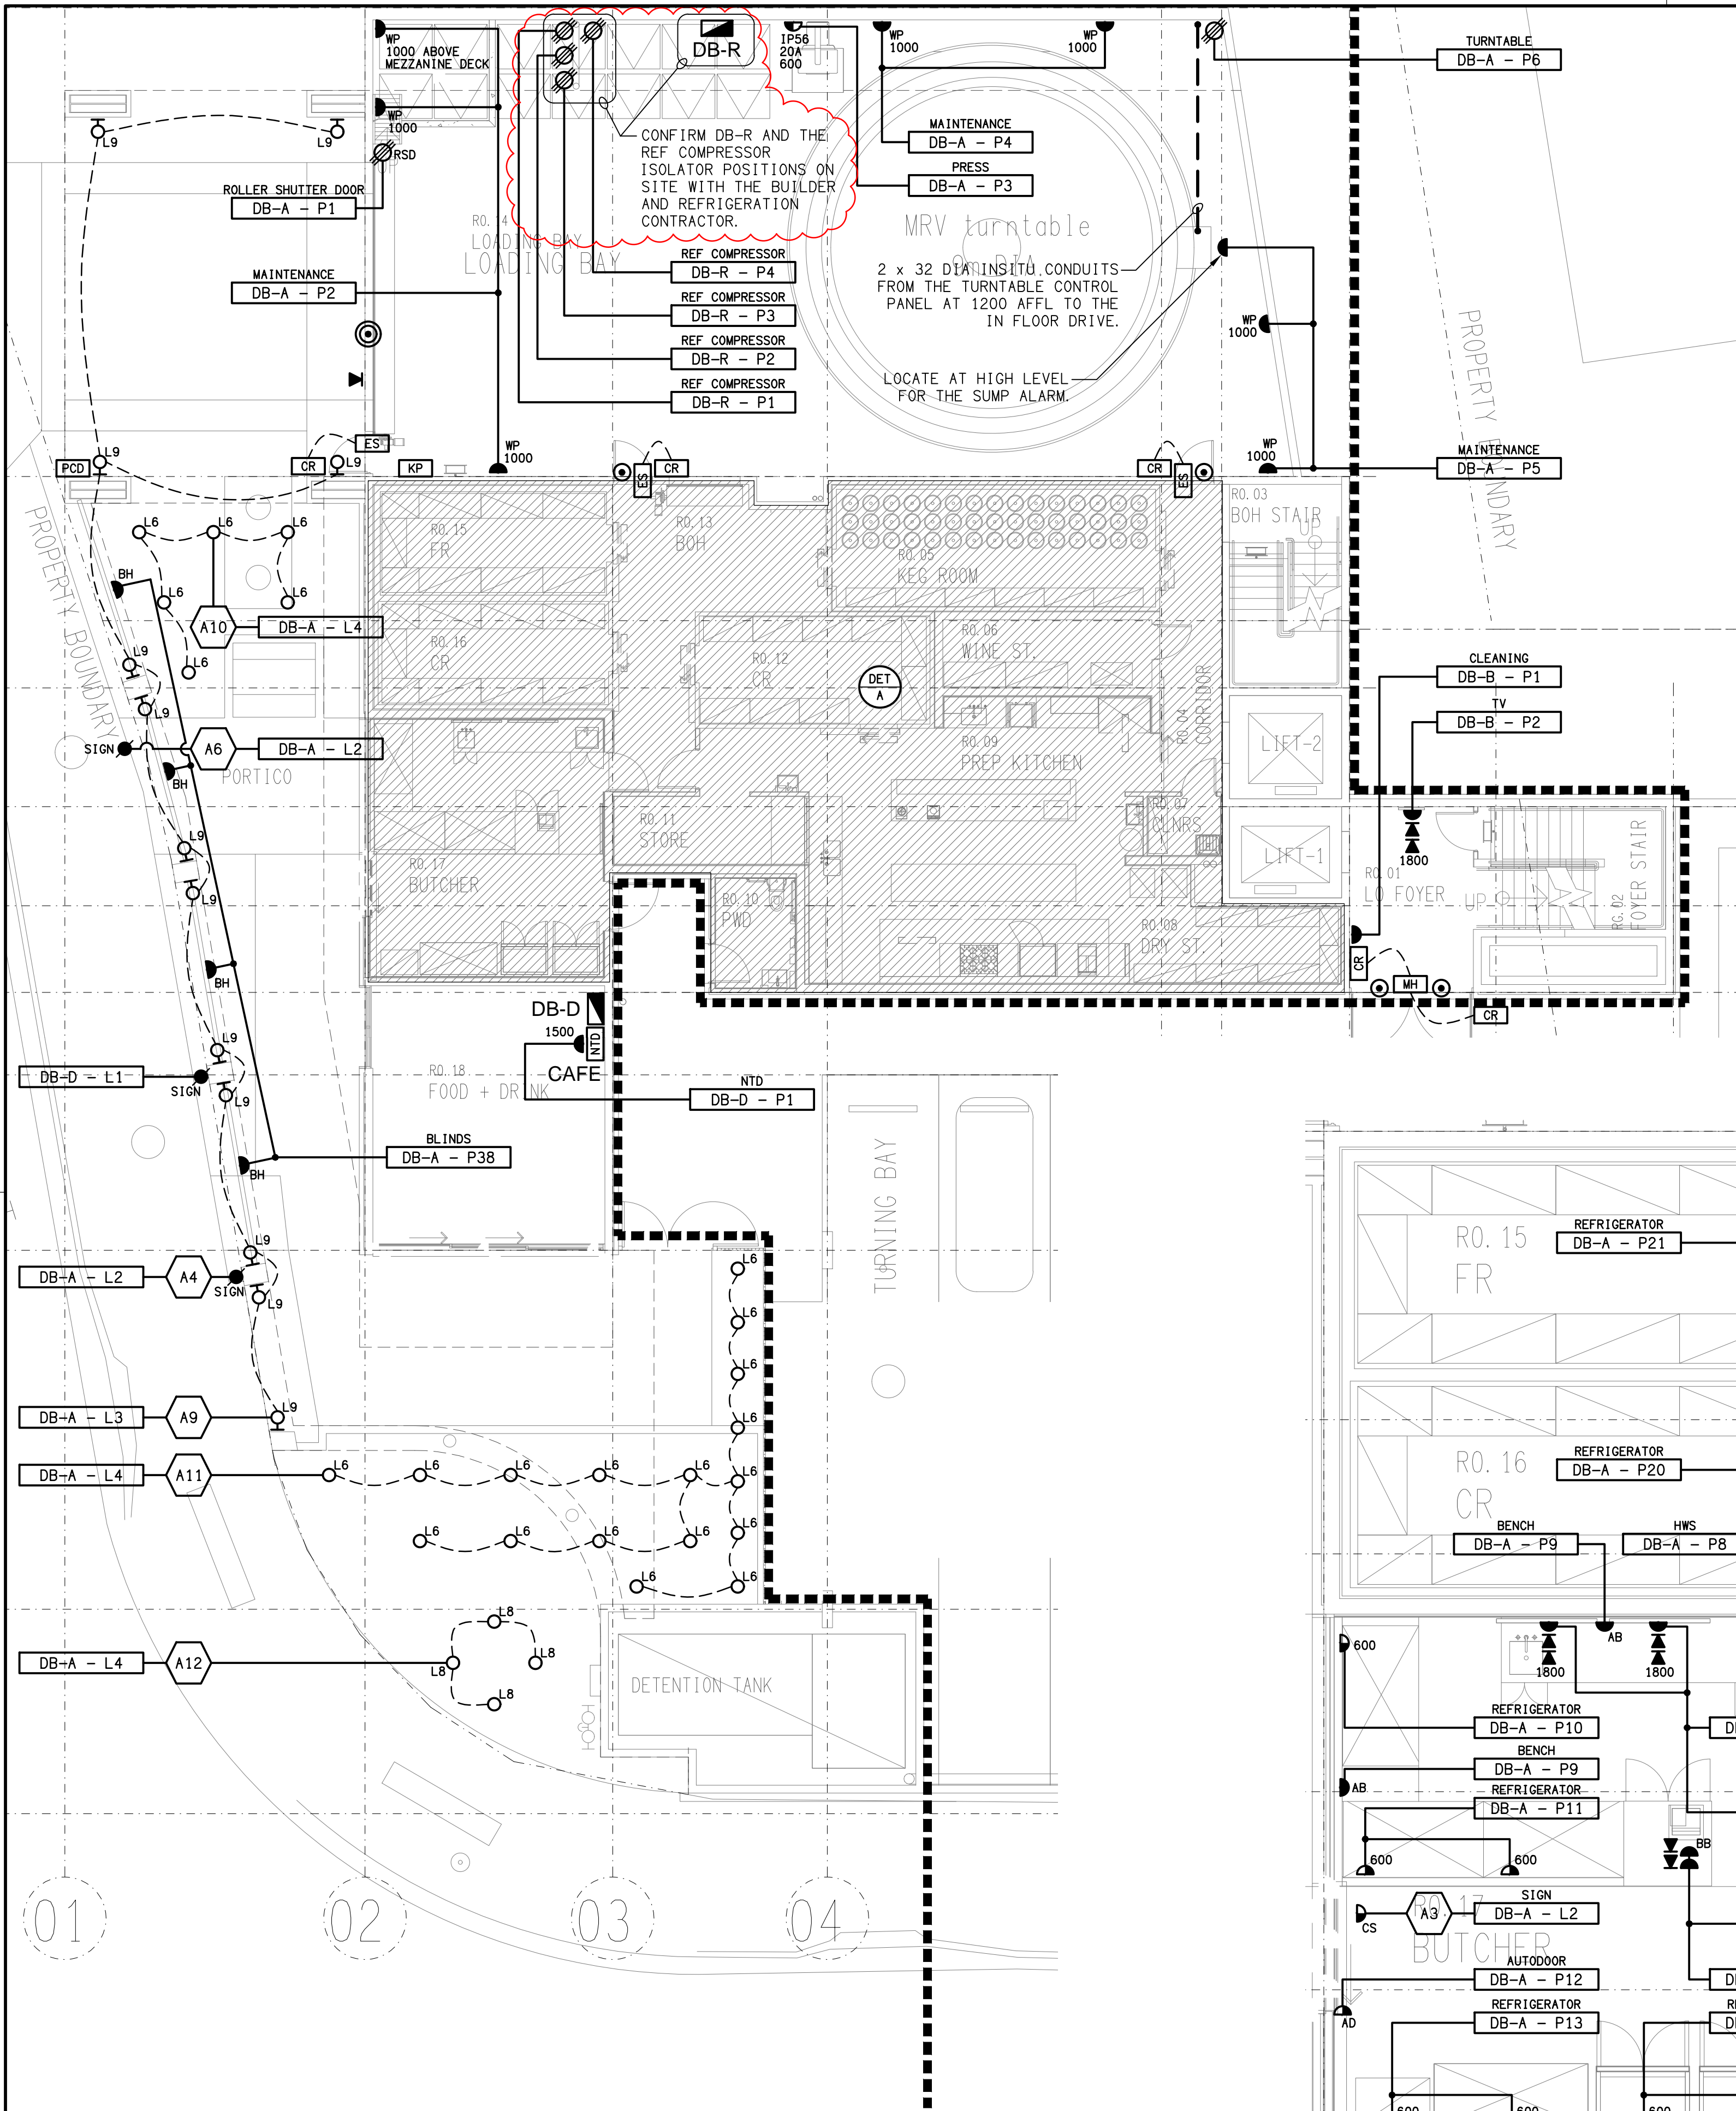 WP
1000 ABOVE
MEZZANINE DECK
DB-R
IP56
20A
600
WP
1000
WP
1000
TURNTABLE
DB-A - P6
WP
1000
L9
L9
RSD
UP
CONFIRM DB-R AND THE
REF COMPRESSOR
ISOLATOR POSITIONS ON
SITE WITH THE BUILDER
AND REFRIGERATION
CONTRACTOR.
MAINTENANCE
DB-A - P4
PRESS
DB-A - P3
ROLLER SHUTTER DOOR
DB-A - P1
R0.14
LOADING BAY
LOADING BAY
MRV turntable
9m DIA
MAINTENANCE
DB-A - P2
REF COMPRESSOR
DB-R - P4
REF COMPRESSOR
DB-R - P3
REF COMPRESSOR
DB-R - P2
REF COMPRESSOR
DB-R - P1
2 x 32 DIA INSITU CONDUITS
FROM THE TURNTABLE CONTROL
PANEL AT 1200 AFFL TO THE
IN FLOOR DRIVE.
WP
1000
LOCATE AT HIGH LEVEL
FOR THE SUMP ALARM.
PROPERTY BOUNDARY
PCD
L9
CR
L9
ES
KP
WP
1000
ES
CR
CR
ES
WP
1000
MAINTENANCE
DB-A - P5
PROPERTY BOUNDARY
L6
L6
L6
BH
L6
L6
A10
DB-A - L4
L9
L6
L9
SIGN
A6
DB-A - L2
BH
PORTICO
R0.15
FR
R0.13
BOH
R0.05
KEG ROOM
R0.03
BOH STAIR
UP
R0.16
CR
R0.12
CR
DET
A
R0.06
WINE ST.
R0.04
CORRIDOR
R0.09
PREP KITCHEN
LIFT-2
CLEANING
DB-B - P1
TV
DB-B - P2
R0.11
STORE
R0.07
CLNRS
LIFT-1
1800
R0.01
LO FOYER
UP
RG.02
FOYER STAIR
L9
L9
R0.17
BUTCHER
R0.10
PWD
R0.08
DRY ST.
BH
CR
MH
CR
DB-D
1500
NTD
CAFE
L9
DB-D - L1
SIGN
L9
R0.18
FOOD + DRINK
NTD
DB-D - P1
BLINDS
DB-A - P38
BH
TURNING BAY
L9
DB-A - L2
A4
SIGN
L9
L6
L6
L6
L6
L6
L6
L6
DB-A - L3
A9
L9
DB-A - L4
A11
L6
L6
L6
L6
L6
L6
L6
L6
L6
L6
DB-A - L4
A12
L8
L8
L8
L8
DETENTION TANK
01
02
03
04
R0.15
FR
REFRIGERATOR
DB-A - P21
R0.16
CR
REFRIGERATOR
DB-A - P20
BENCH
DB-A - P9
HWS
DB-A - P8
600
1800
AB
1800
REFRIGERATOR
DB-A - P10
BENCH
DB-A - P9
AB
REFRIGERATOR
DB-A - P11
600
600
BB
CS
A3
SIGN
DB-A - L2
R0.17
BUTCHER
AUTODOOR
DB-A - P12
AD
REFRIGERATOR
DB-A - P13
600
600
600